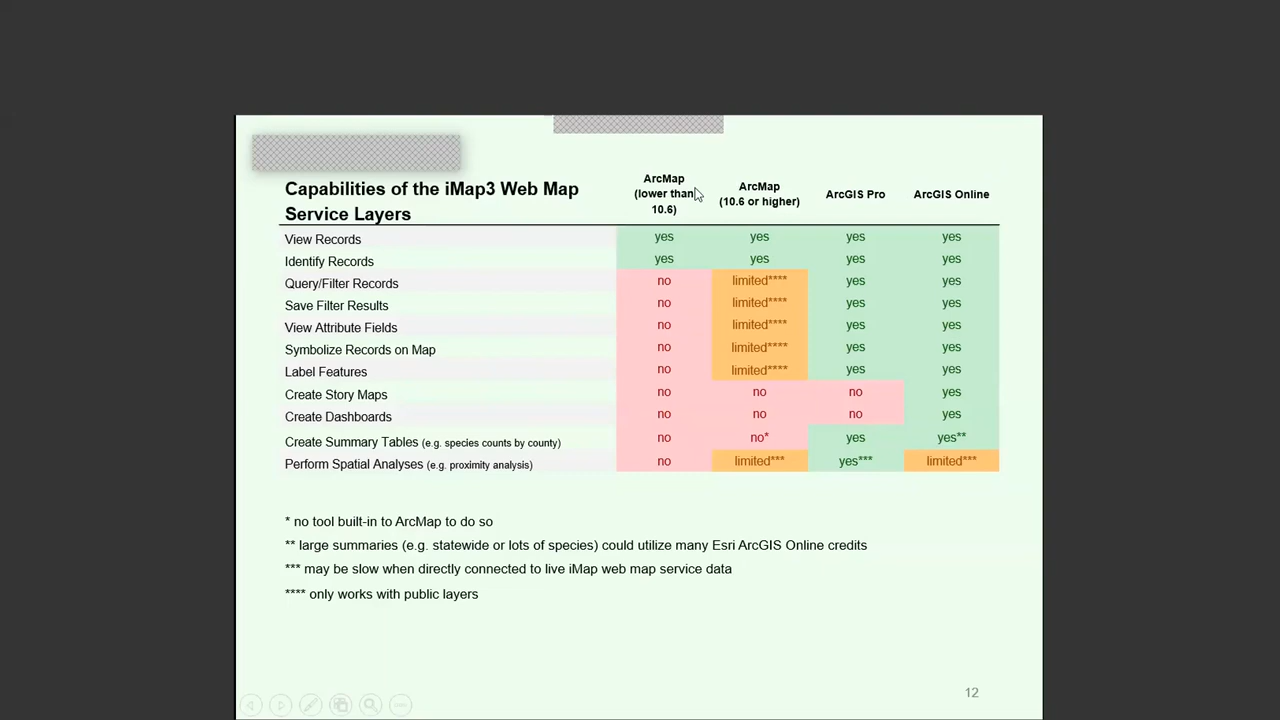 Capabilities of the iMap3 Web Map
Service Layers
ArcMap
(lower than
10.6)
ArcMap
(10.6 or higher)
ArcGIS Pro
ArcGIS Online
View Records yes yes yes yes
Identify Records yes yes yes yes
Query/Filter Records no limited**** yes yes
Save Filter Results no limited**** yes yes
View Attribute Fields no limited**** yes yes
Symbolize Records on Map no limited**** yes yes
Label Features no limited**** yes yes
Create Story Maps no no no yes
Create Dashboards no no no yes
Create Summary Tables (e.g. species counts by county) no no* yes yes**
Perform Spatial Analyses (e.g. proximity analysis) no limited*** yes*** limited***
* no tool built-in to ArcMap to do so
** large summaries (e.g. statewide or lots of species) could utilize many Esri ArcGIS Online credits
*** may be slow when directly connected to live iMap web map service data
**** only works with public layers
12